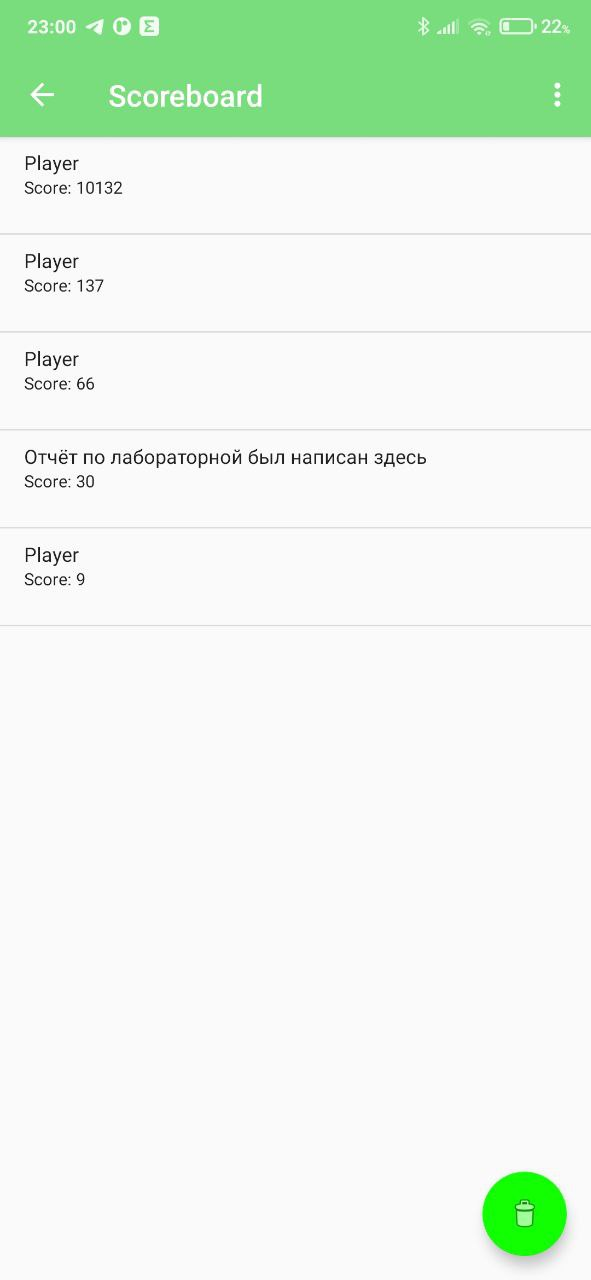 23:00
22%
Scoreboard
Player
Score: 10132
Player
Score: 137
Player
Score: 66
Отчёт по лабораторной был написан здесь
Score: 30
Player
Score: 9